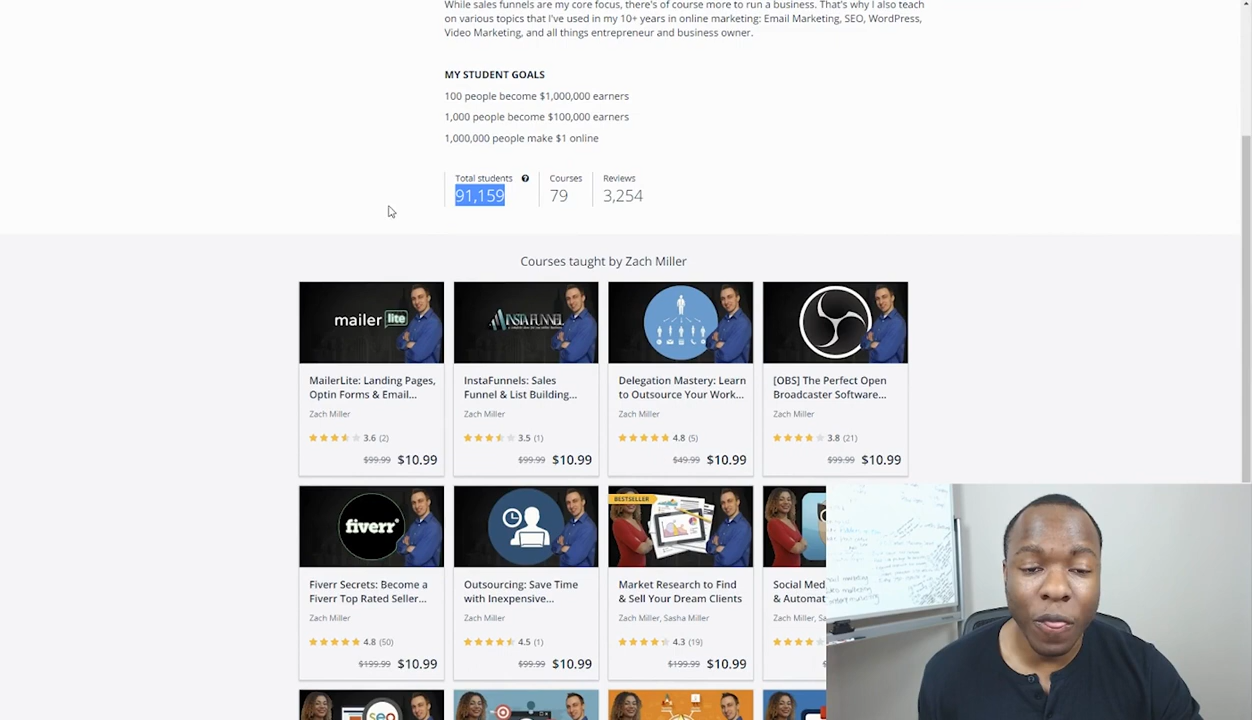 While sales funnels are my core focus, there's of course more to run a business. That's why I also teach
on various topics that I've used in my 10+ years in online marketing: Email Marketing, SEO, WordPress,
Video Marketing, and all things entrepreneur and business owner.
MY STUDENT GOALS
100 people become $1,000,000 earners
1,000 people become $100,000 earners
1,000,000 people make $1 online
Total students Courses Reviews
91,159 79 3,254
Courses taught by Zach Miller
mailer lite
INSTAFUNNEL
MailerLite: Landing Pages,
Optin Forms & Email...
Zach Miller
3.6 (2)
$99.99 $10.99
InstaFunnels: Sales
Funnel & List Building...
Zach Miller
3.5 (1)
$99.99 $10.99
Delegation Mastery: Learn
to Outsource Your Work...
Zach Miller
4.8 (5)
$49.99 $10.99
[OBS] The Perfect Open
Broadcaster Software...
Zach Miller
3.8 (21)
$99.99 $10.99
fiverr
Fiverr Secrets: Become a
Fiverr Top Rated Seller...
Zach Miller
4.8 (50)
$199.99 $10.99
Outsourcing: Save Time
with Inexpensive...
Zach Miller
4.5 (1)
$99.99 $10.99
BESTSELLER
Market Research to Find
& Sell Your Dream Clients
Zach Miller, Sasha Miller
4.3 (19)
$199.99 $10.99
Social Med
& Automat
Zach Miller, Sa
seo